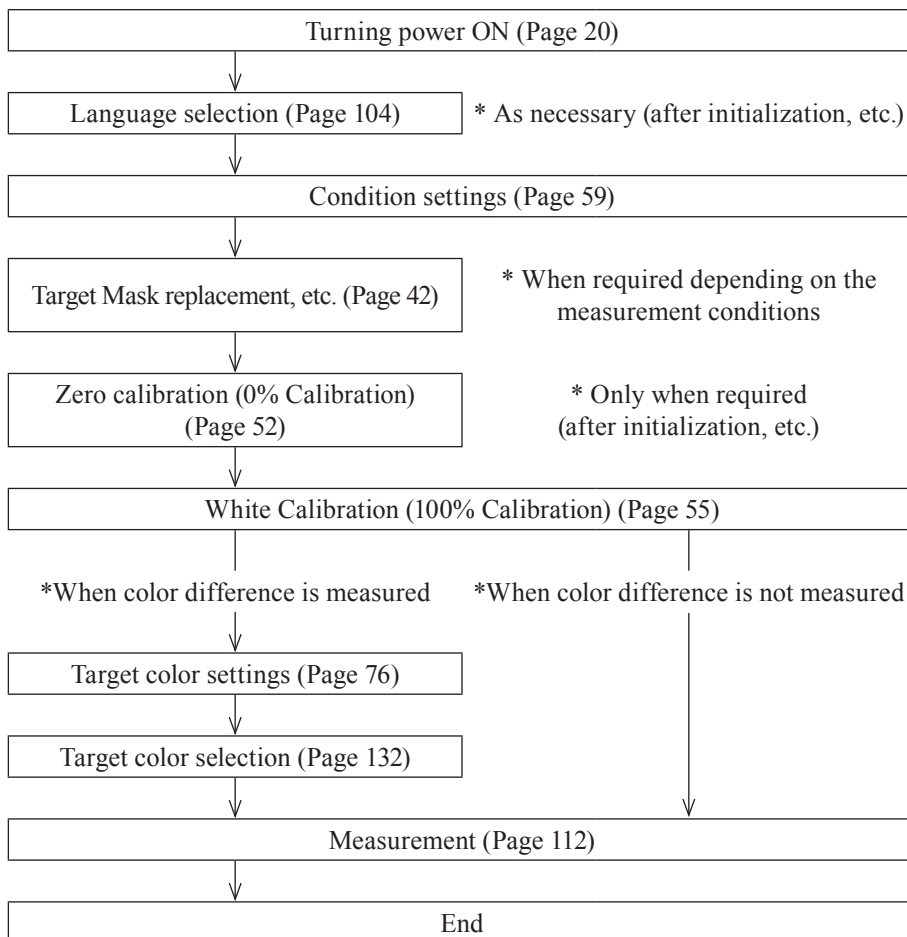 Turning power ON (Page 20)
Language selection (Page 104)
* As necessary (after initialization, etc.)
Condition settings (Page 59)
Target Mask replacement, etc. (Page 42)
* When required depending on the
measurement conditions
Zero calibration (0% Calibration)
(Page 52)
* Only when required
(after initialization, etc.)
White Calibration (100% Calibration) (Page 55)
*When color difference is measured
*When color difference is not measured
Target color settings (Page 76)
Target color selection (Page 132)
Measurement (Page 112)
End